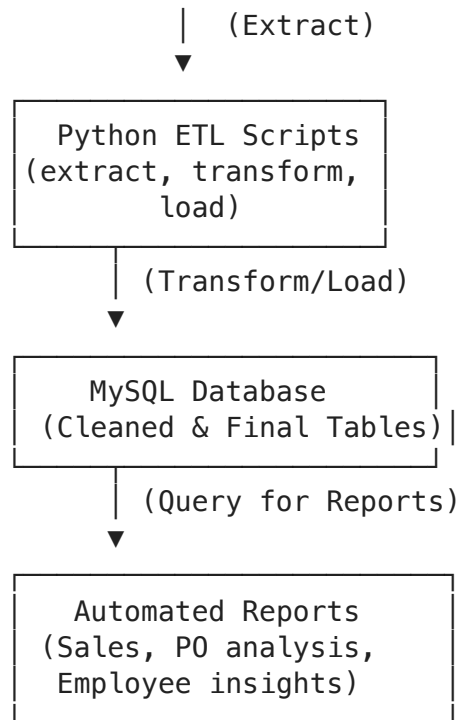 (Extract)
Python ETL Scripts
(extract, transform,
load)
(Transform/Load)
MySQL Database
(Cleaned & Final Tables)
(Query for Reports)
Automated Reports
(Sales, PO analysis,
Employee insights)